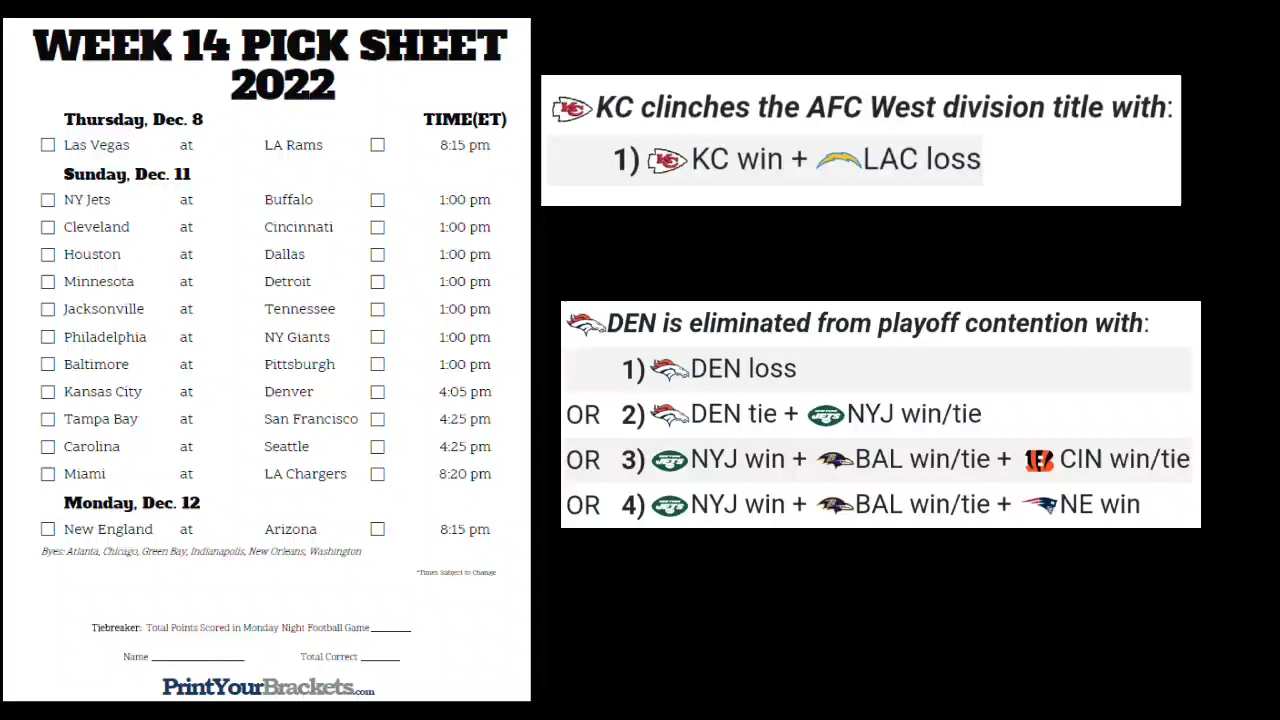 WEEK 14 PICK SHEET
2022
Thursday, Dec. 8 TIME(ET)
Las Vegas at LA Rams 8:15 pm
Sunday, Dec. 11
NY Jets at Buffalo 1:00 pm
Cleveland at Cincinnati 1:00 pm
Houston at Dallas 1:00 pm
Minnesota at Detroit 1:00 pm
Jacksonville at Tennessee 1:00 pm
Philadelphia at NY Giants 1:00 pm
Baltimore at Pittsburgh 1:00 pm
Kansas City at Denver 4:05 pm
Tampa Bay at San Francisco 4:25 pm
Carolina at Seattle 4:25 pm
Miami at LA Chargers 8:20 pm
Monday, Dec. 12
New England at Arizona 8:15 pm
Byes: Atlanta, Chicago, Green Bay, Indianapolis, New Orleans, Washington
*Times Subject to Change
Tiebreaker: Total Points Scored in Monday Night Football Game
Name Total Correct
PrintYourBrackets.com
KC clinches the AFC West division title with:
1) KC win + LAC loss
DEN is eliminated from playoff contention with:
1) DEN loss
OR 2) DEN tie + NYJ win/tie
OR 3) NYJ win + BAL win/tie + CIN win/tie
OR 4) NYJ win + BAL win/tie + NE win